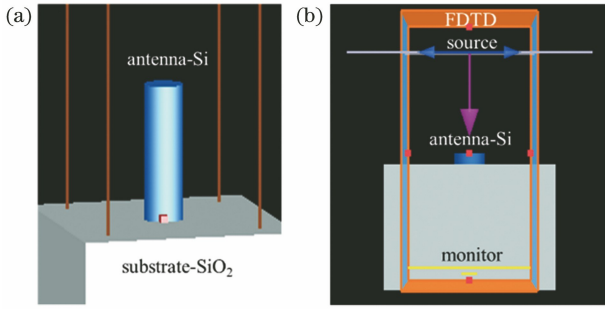 (a)
antenna-Si
substrate-SiO₂
(b)
FDTD
source
antenna-Si
monitor